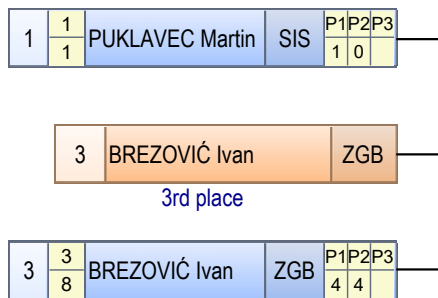 1 1 1 PUKLAVEC Martin SIS P1 P2 P3 1 0
3 BREZOVIĆ Ivan ZGB
3rd place
3 3 8 BREZOVIĆ Ivan ZGB P1 P2 P3 4 4